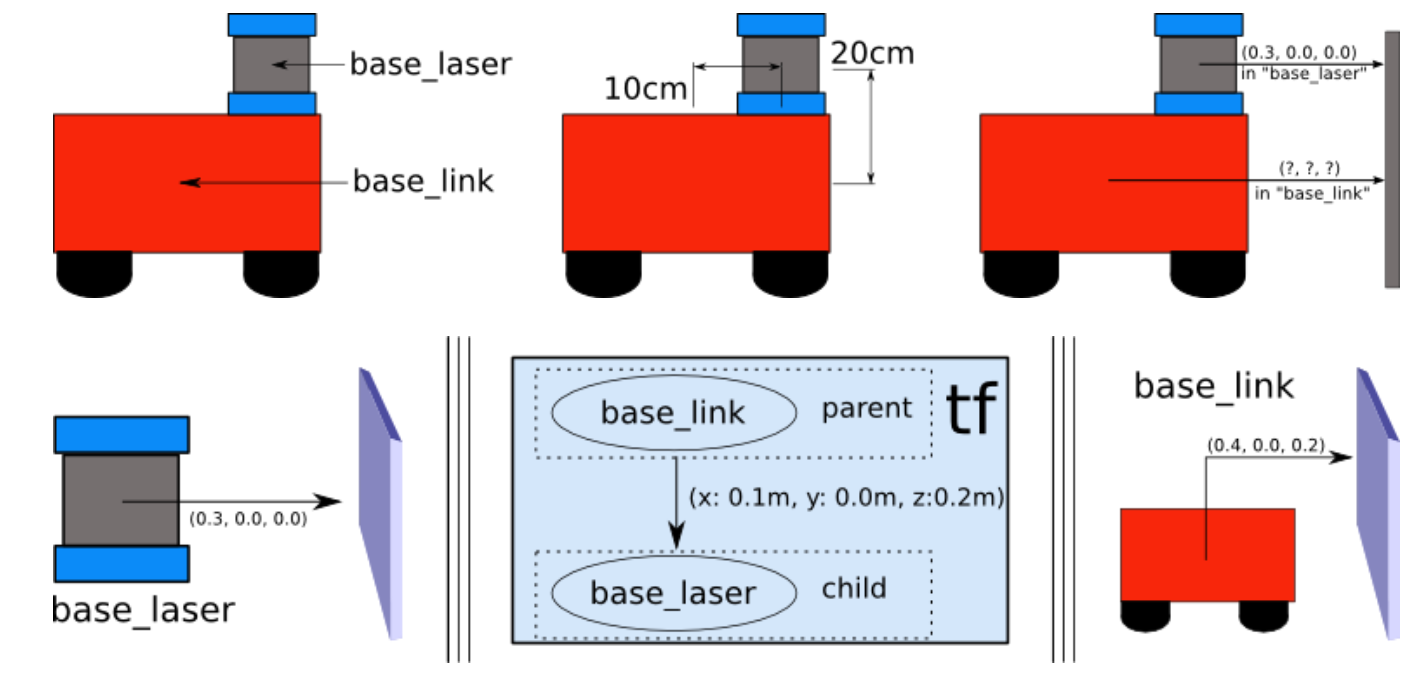 base_laser
base_link
10cm
20cm
(0.3, 0.0, 0.0)
in "base_laser"
(?, ?, ?)
in "base_link"
(0.3, 0.0, 0.0)
base_laser
base_link
parent
tf
(x: 0.1m, y: 0.0m, z:0.2m)
base_laser
child
base_link
(0.4, 0.0, 0.2)